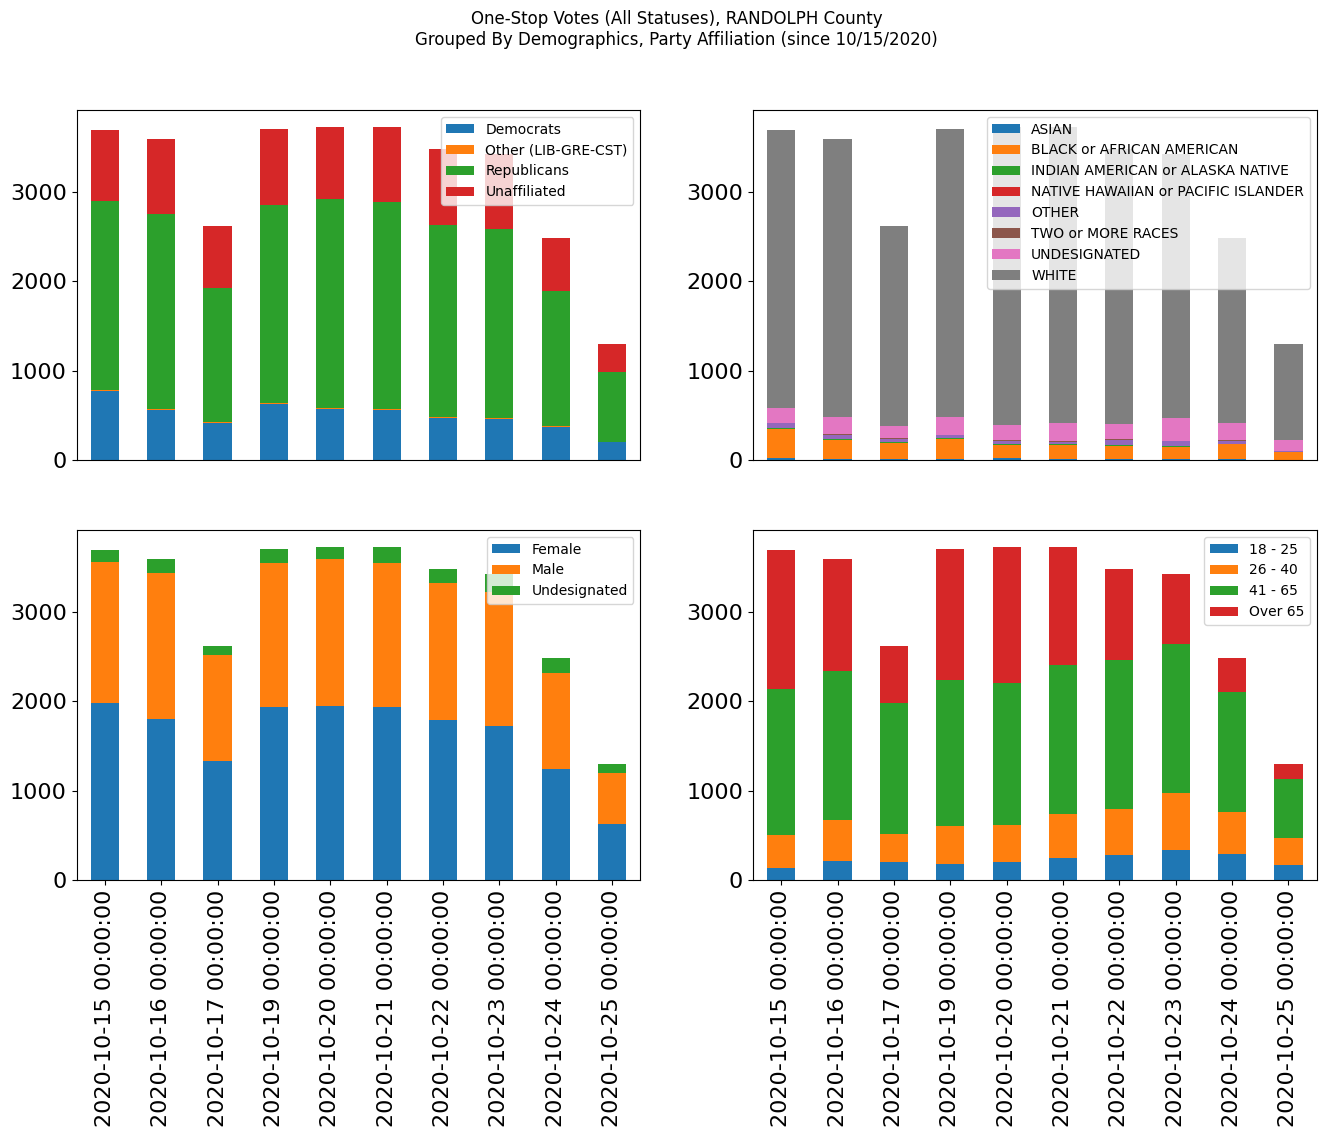 One-Stop Votes (All Statuses), RANDOLPH County
Grouped By Demographics, Party Affiliation (since 10/15/2020)
3000
2000
1000
0
Democrats
Other (LIB-GRE-CST)
Republicans
Unaffiliated
3000
2000
1000
0
ASIAN
BLACK or AFRICAN AMERICAN
INDIAN AMERICAN or ALASKA NATIVE
NATIVE HAWAIIAN or PACIFIC ISLANDER
OTHER
TWO or MORE RACES
UNDESIGNATED
WHITE
3000
2000
1000
0
Female
Male
Undesignated
2020-10-15 00:00:00
2020-10-16 00:00:00
2020-10-17 00:00:00
2020-10-19 00:00:00
2020-10-20 00:00:00
2020-10-21 00:00:00
2020-10-22 00:00:00
2020-10-23 00:00:00
2020-10-24 00:00:00
2020-10-25 00:00:00
3000
2000
1000
0
18 - 25
26 - 40
41 - 65
Over 65
2020-10-15 00:00:00
2020-10-16 00:00:00
2020-10-17 00:00:00
2020-10-19 00:00:00
2020-10-20 00:00:00
2020-10-21 00:00:00
2020-10-22 00:00:00
2020-10-23 00:00:00
2020-10-24 00:00:00
2020-10-25 00:00:00